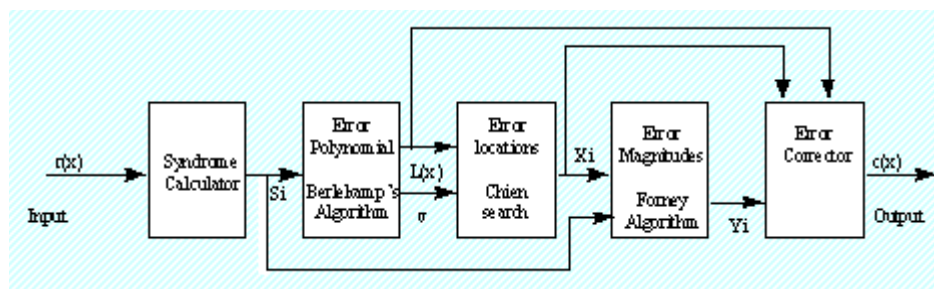 r(x)
Input
Syndrome
Calculator
Si
Error
Polynomial
Berlekamp's
Algorithm
L(x)
σ
Error
locations
Chien
search
Xi
Error
Magnitudes
Forney
Algorithm
Yi
Error
Corrector
c(x)
Output